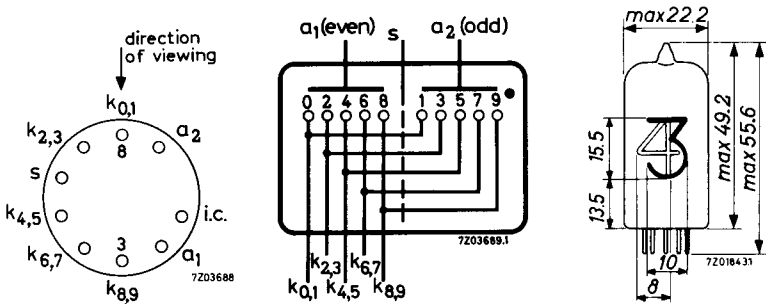 direction
of viewing
k0,1
k2,3
a2
8
s
k4,5
i.c.
k6,7
3
a1
k8,9
7Z03688
a1(even) s a2 (odd)
0 2 4 6 8 1 3 5 7 9
7Z03689.1
k2,3 k6,7
k0,1 k4,5 k8,9
max 22.2
15.5
13.5
max 49.2
max 55.6
43
10
8
7Z01843.1